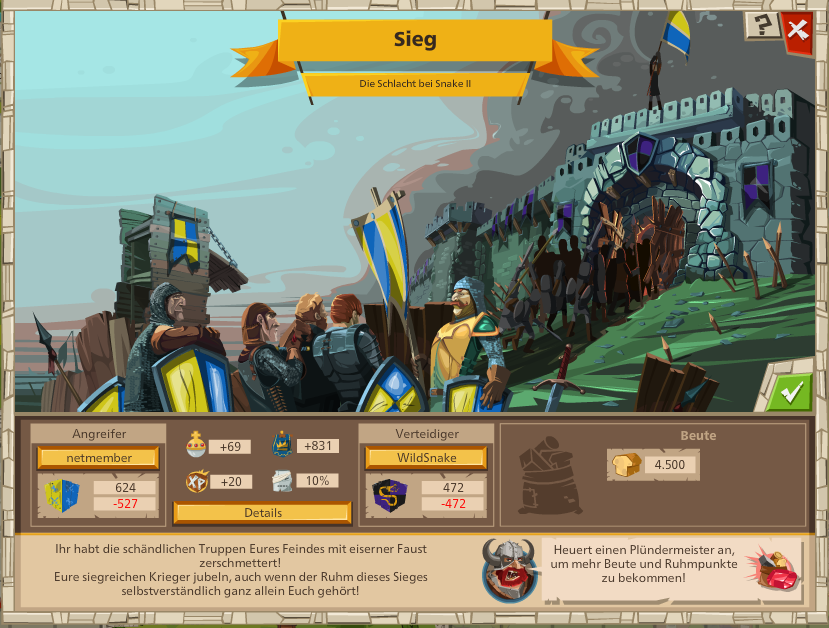 Sieg
?
Die Schlacht bei Snake II
Angreifer
netmember
624
-527
+69
+831
XP
+20
10%
Details
Verteidiger
WildSnake
472
-472
Beute
4.500
Ihr habt die schändlichen Truppen Eures Feindes mit eiserner Faust
zerschmettert!
Eure siegreichen Krieger jubeln, auch wenn der Ruhm dieses Sieges
selbstverständlich ganz allein Euch gehört!
Heuert einen Plündermeister an,
um mehr Beute und Ruhmpunkte
zu bekommen!